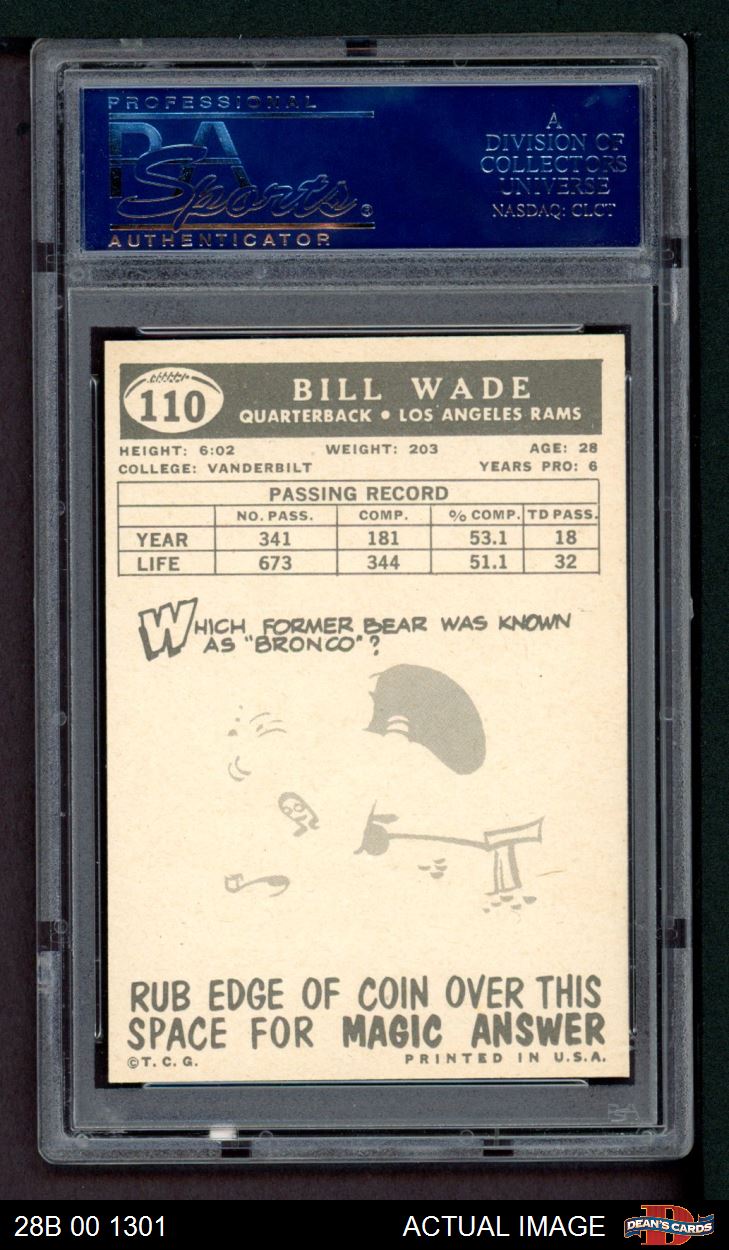 PROFESSIONAL
PSA
Sports®
AUTHENTICATOR
A
DIVISION OF
COLLECTORS
UNIVERSE
NASDAQ: CLCT
110
BILL WADE
QUARTERBACK • LOS ANGELES RAMS
HEIGHT: 6:02 WEIGHT: 203 AGE: 28
COLLEGE: VANDERBILT YEARS PRO: 6
PASSING RECORD
NO. PASS. COMP. % COMP. TD PASS.
YEAR 341 181 53.1 18
LIFE 673 344 51.1 32
WHICH FORMER BEAR WAS KNOWN
AS "BRONCO"?
RUB EDGE OF COIN OVER THIS
SPACE FOR MAGIC ANSWER
©T. C. G. PRINTED IN U.S.A.
PSA
28B 00 1301 ACTUAL IMAGE DEAN'S CARDS